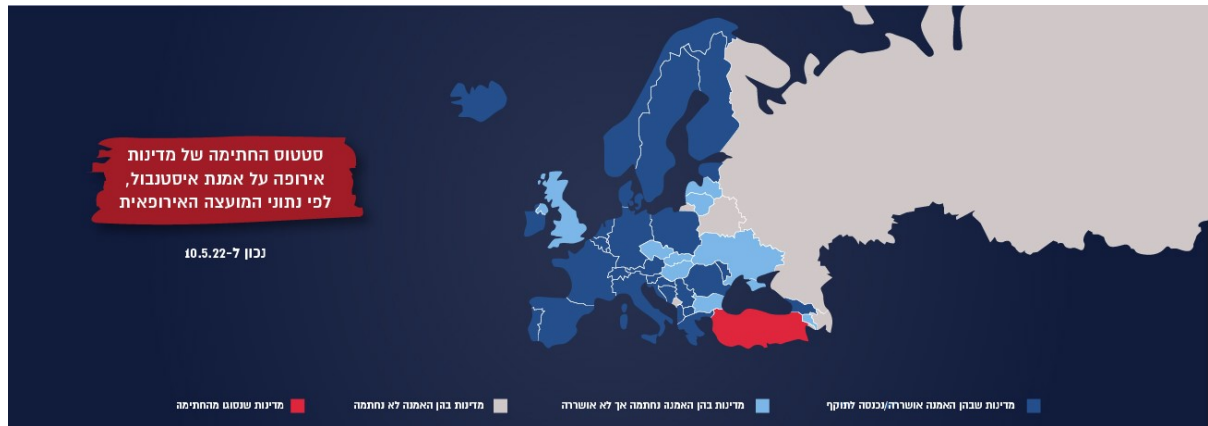 סטטוס החתימה של מדינות
אירופה על אמנת איסטנבול,
לפי נתוני המועצה האירופאית
נכון ל-10.5.22
מדינות שבהן האמנה אושררה/נכנסה לתוקף
מדינות בהן האמנה נחתמה אך לא אושררה
מדינות בהן האמנה לא נחתמה
מדינות שנסוגו מהחתימה